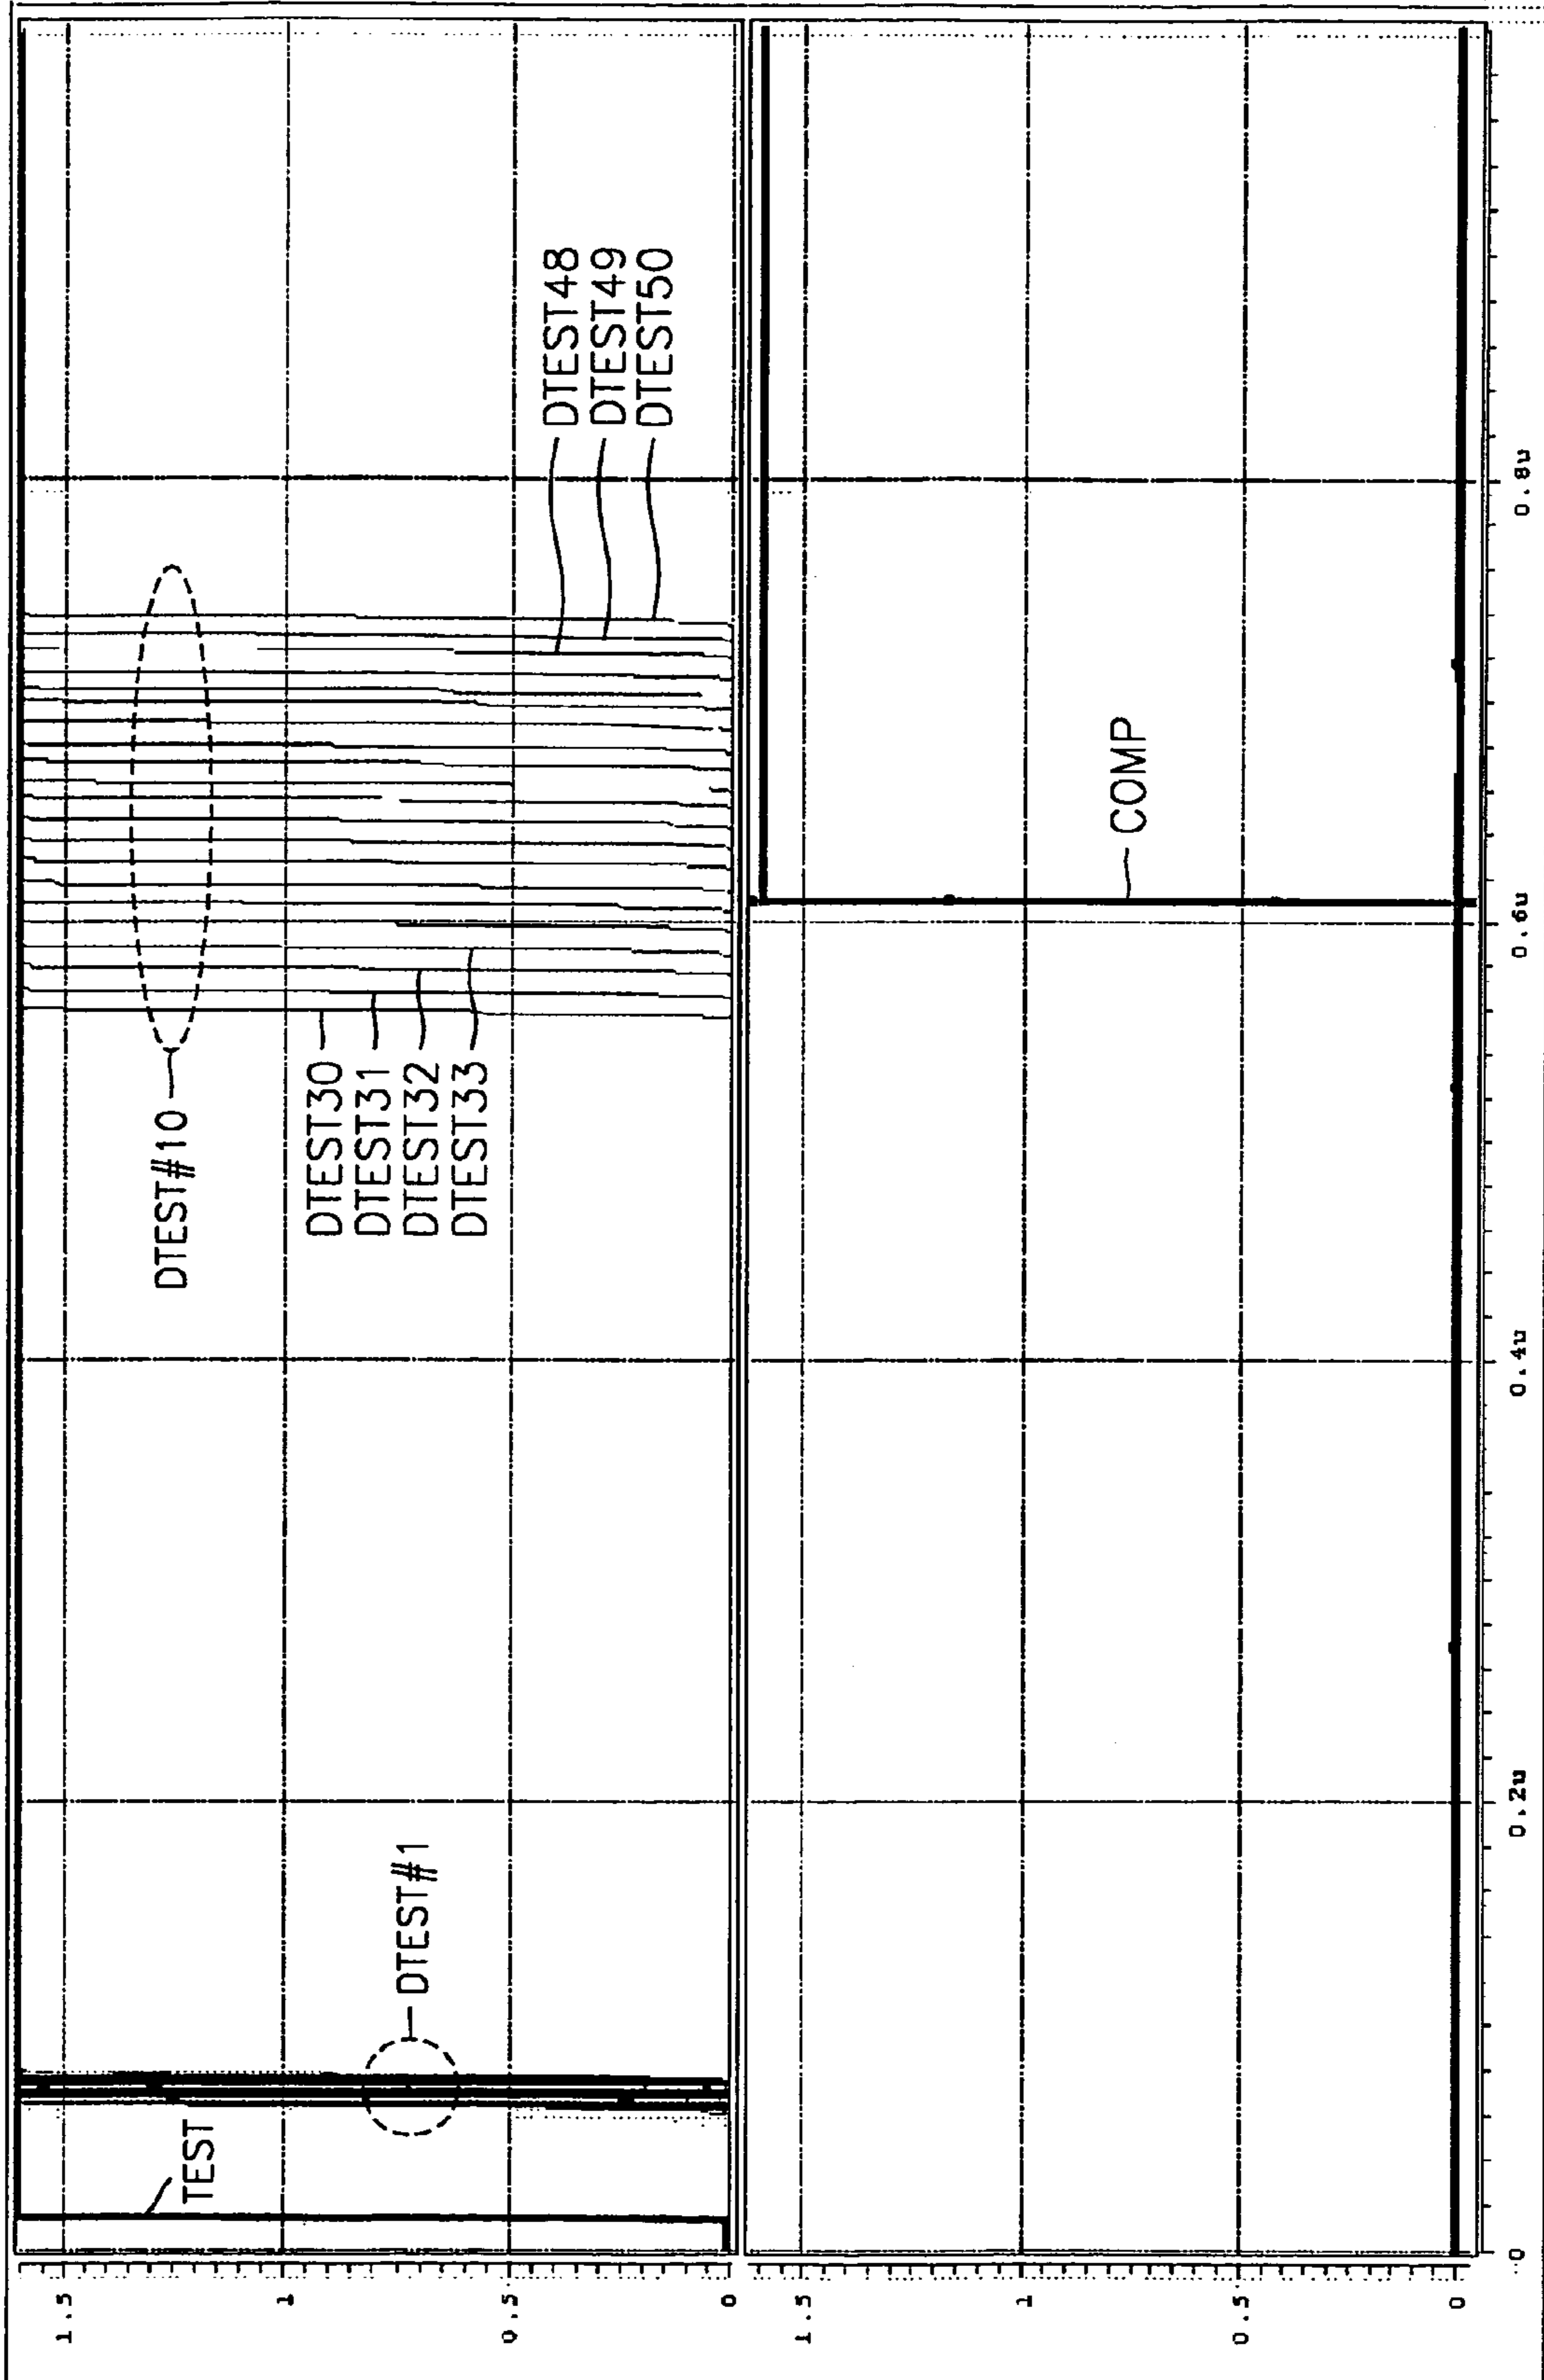 1.5
1
0.5
0
TEST
DTEST#1
DTEST#10
DTEST30
DTEST31
DTEST32
DTEST33
DTEST48
DTEST49
DTEST50
1.5
1
0.5
0
COMP
0
0.2u
0.4u
0.6u
0.8u